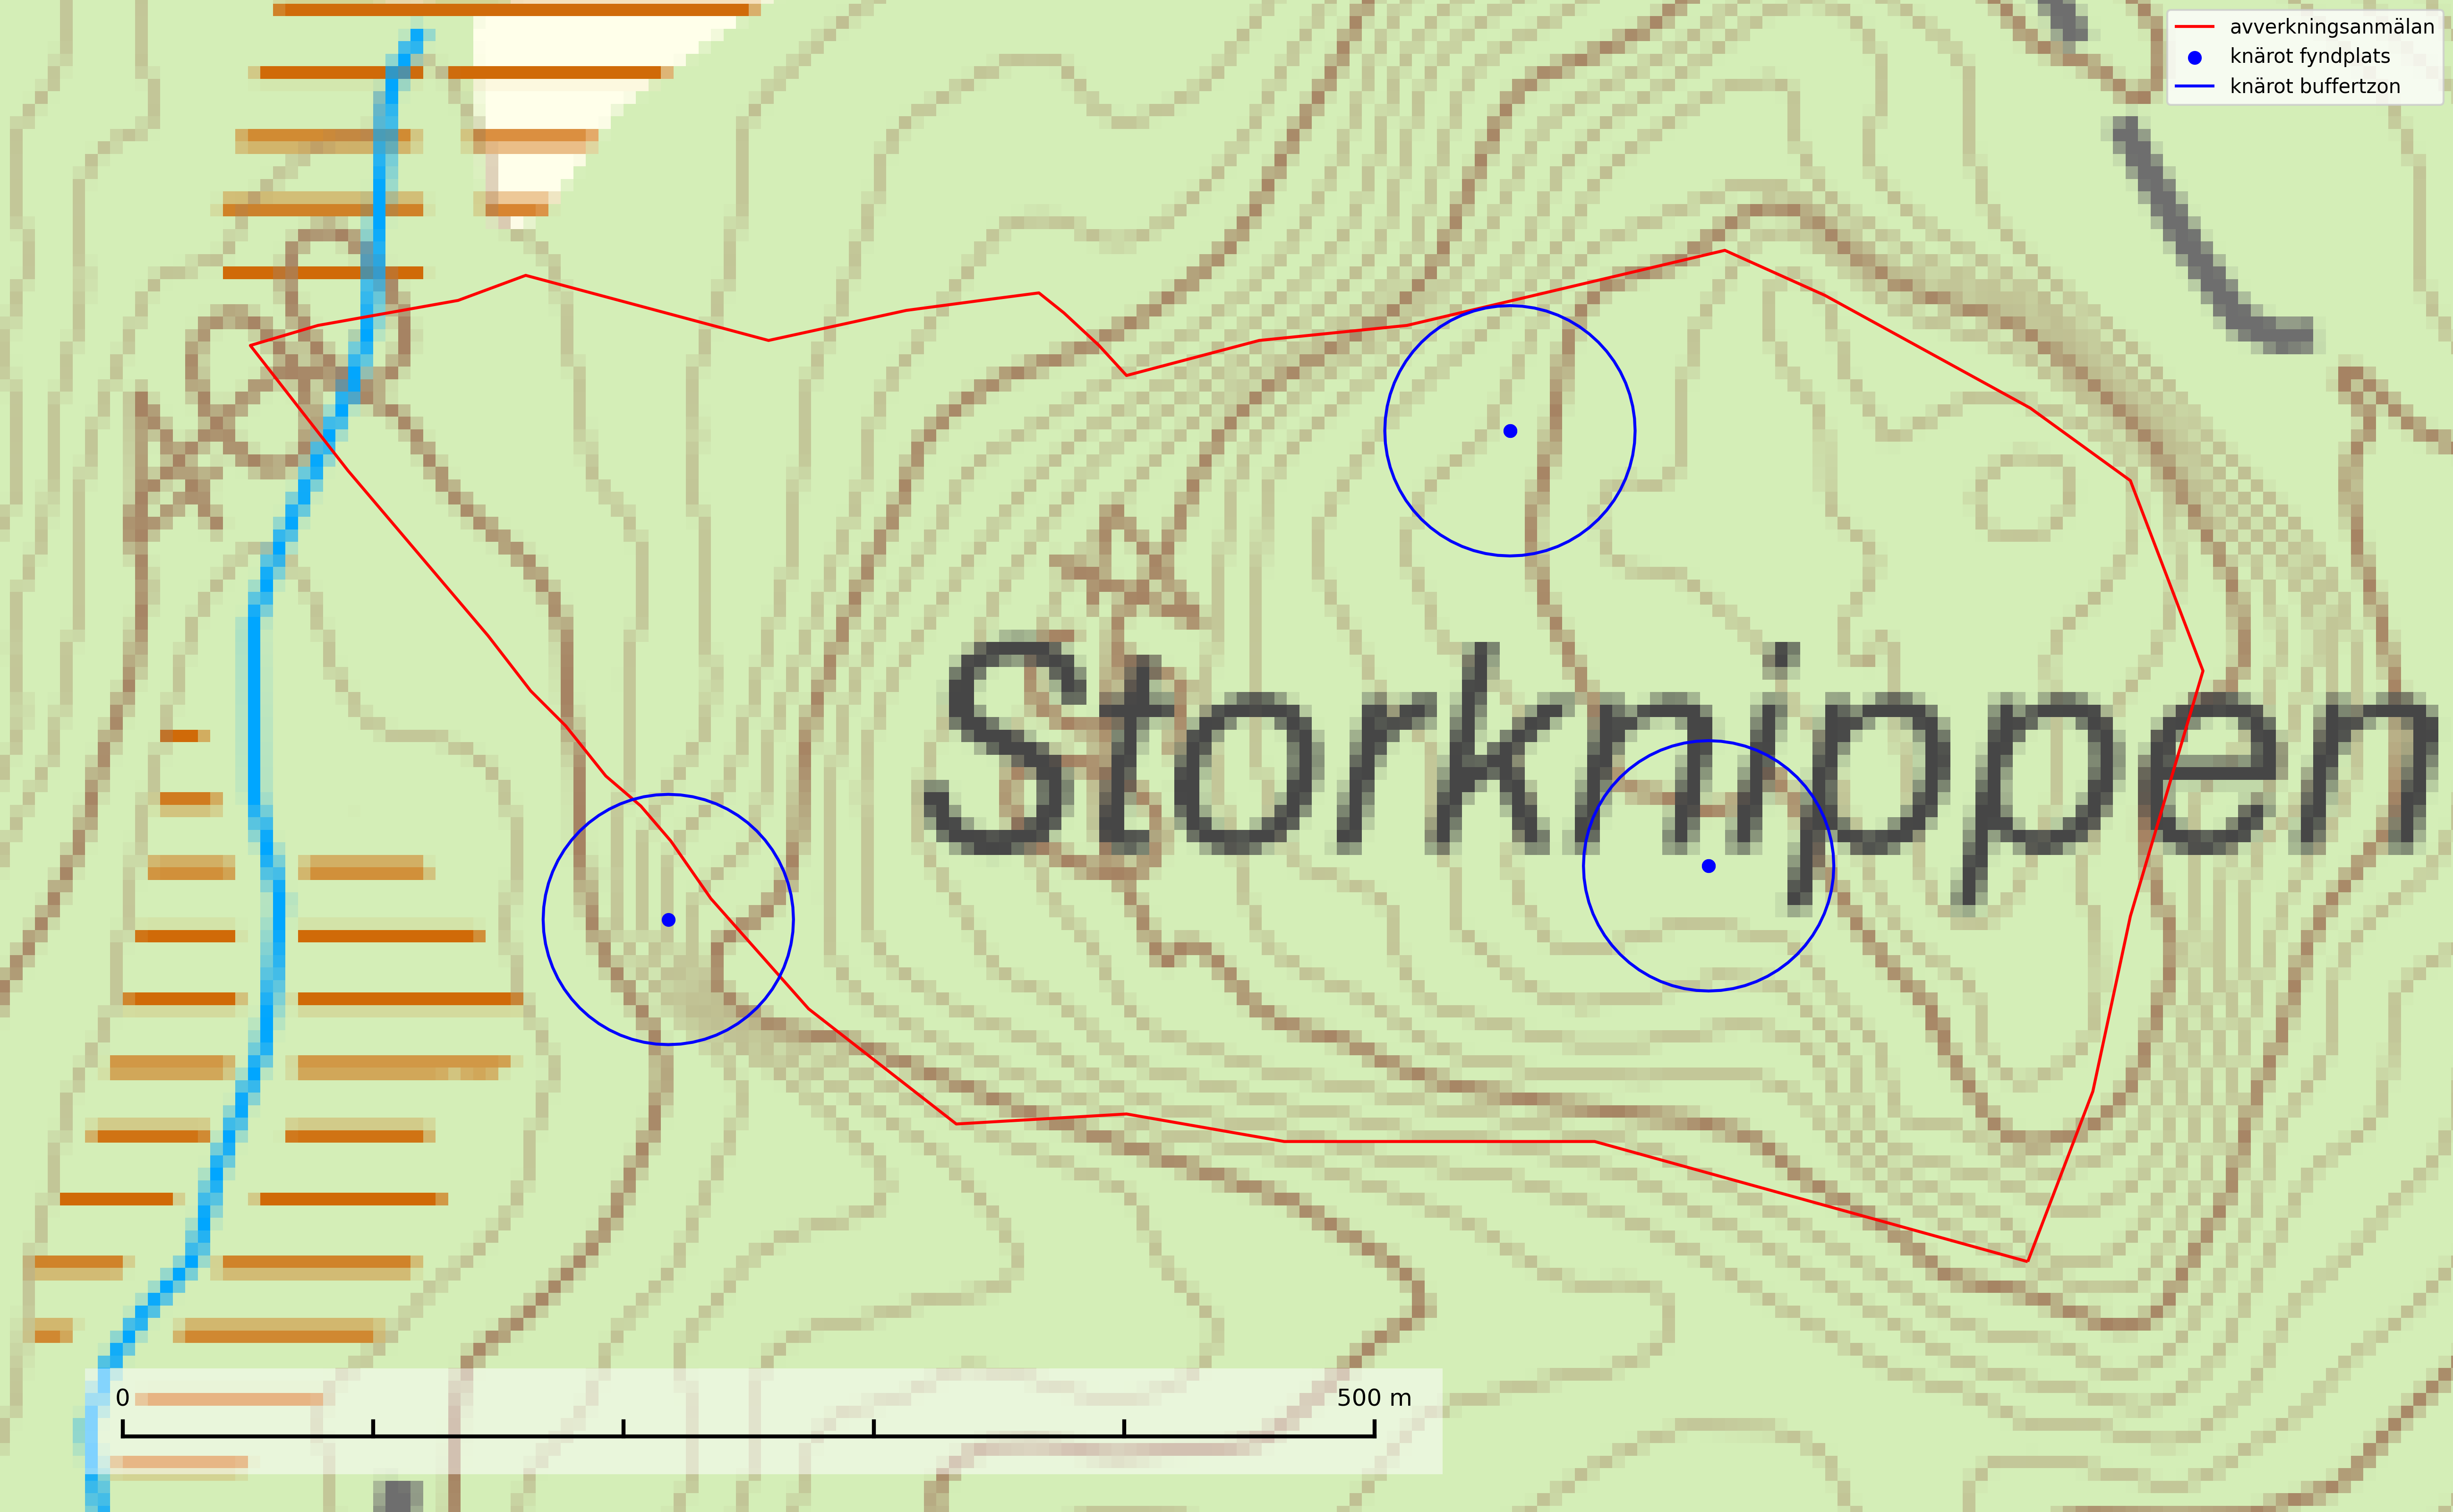 avverkningsanmälan
knärot fyndplats
knärot buffertzon
Storknippen
0 500 m